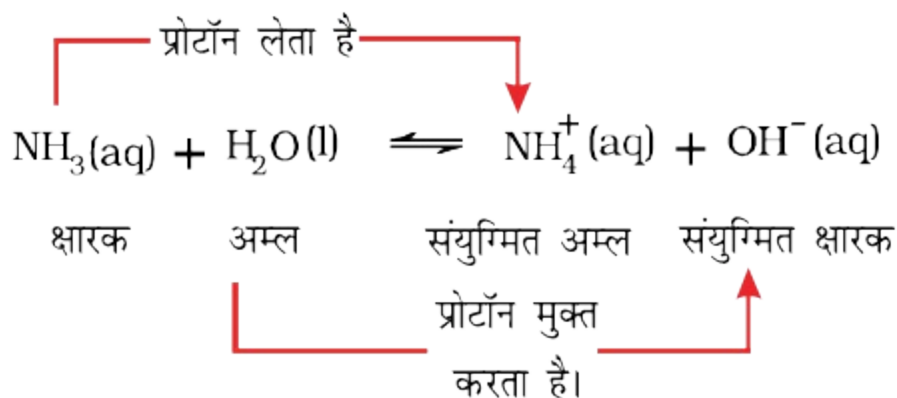 प्रोटॉन लेता है
NH₃(aq) + H₂O(l) ⇌ NH₄⁺(aq) + OH⁻(aq)
क्षारक अम्ल संयुग्मित अम्ल संयुग्मित क्षारक
प्रोटॉन मुक्त
करता है।